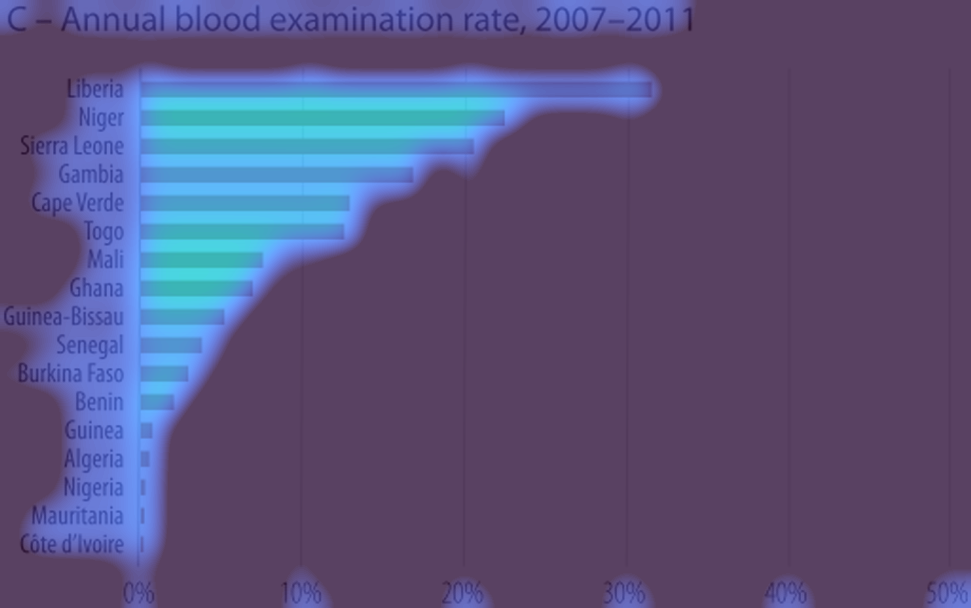 C – Annual blood examination rate, 2007–2011
Liberia
Niger
Sierra Leone
Gambia
Cape Verde
Togo
Mali
Ghana
Guinea-Bissau
Senegal
Burkina Faso
Benin
Guinea
Algeria
Nigeria
Mauritania
Côte d'Ivoire
0% 10% 20% 30% 40% 50%